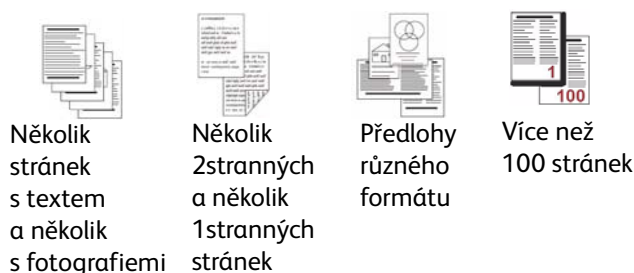 1
100
Několik
stránek
s textem
a několik
s fotografiemi
Několik
2stranných
a několik
1stranných
stránek
Předlohy
různého
formátu
Více než
100 stránek